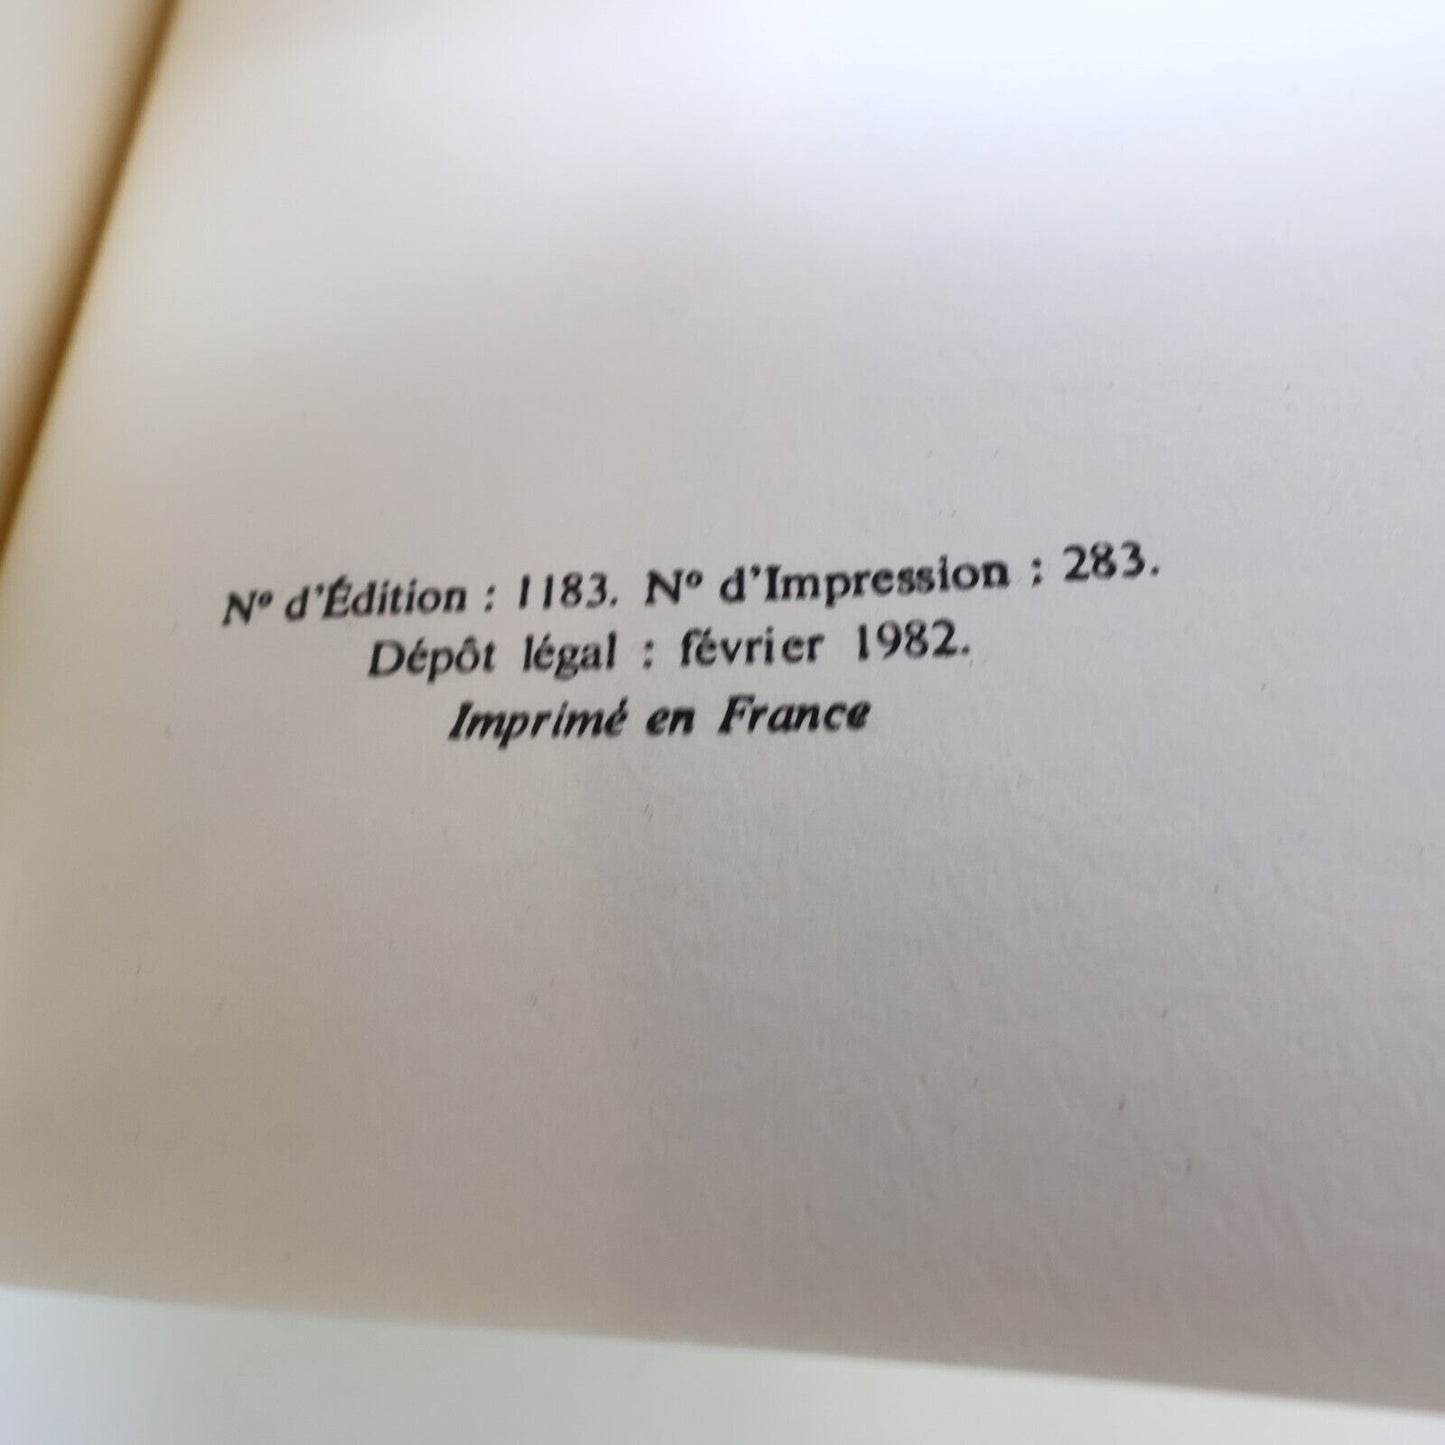 Nº d'Édition : 1183. Nº d'Impression : 283.
Dépôt légal : février 1982.
Imprimé en France